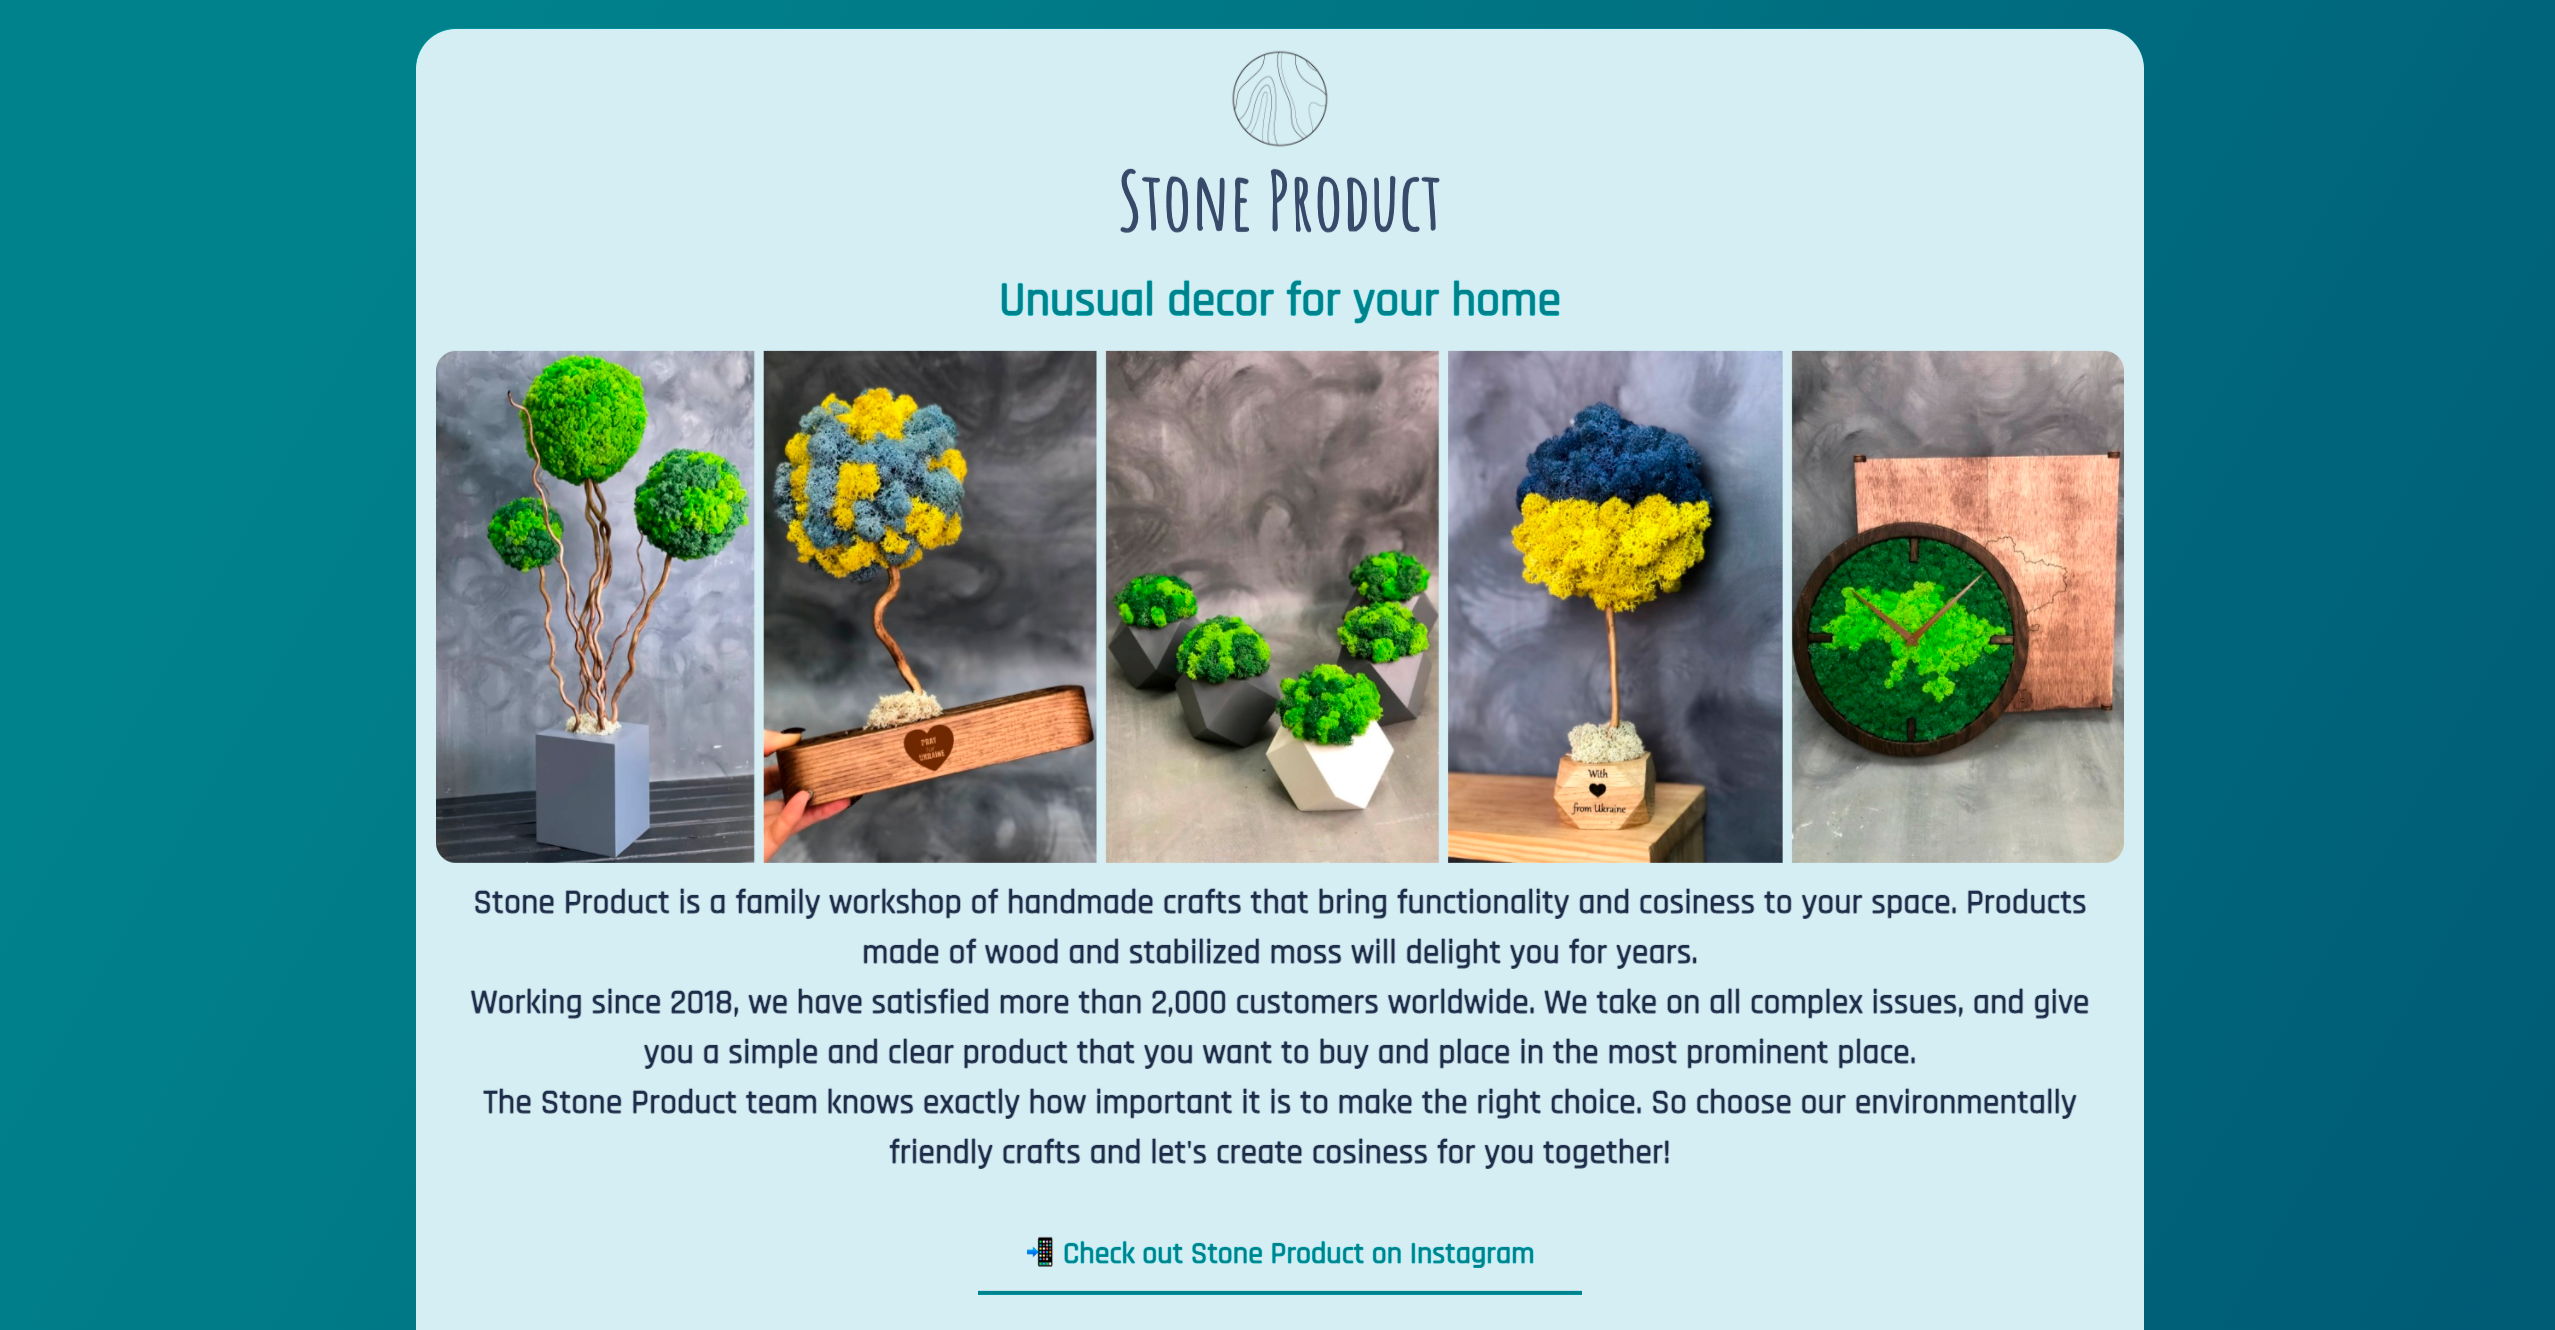 Stone Product
Unusual decor for your home
PRAY
FOR
UKRAINE
With
from Ukraine
Stone Product is a family workshop of handmade crafts that bring functionality and cosiness to your space. Products
made of wood and stabilized moss will delight you for years.
Working since 2018, we have satisfied more than 2,000 customers worldwide. We take on all complex issues, and give
you a simple and clear product that you want to buy and place in the most prominent place.
The Stone Product team knows exactly how important it is to make the right choice. So choose our environmentally
friendly crafts and let's create cosiness for you together!
📲 Check out Stone Product on Instagram